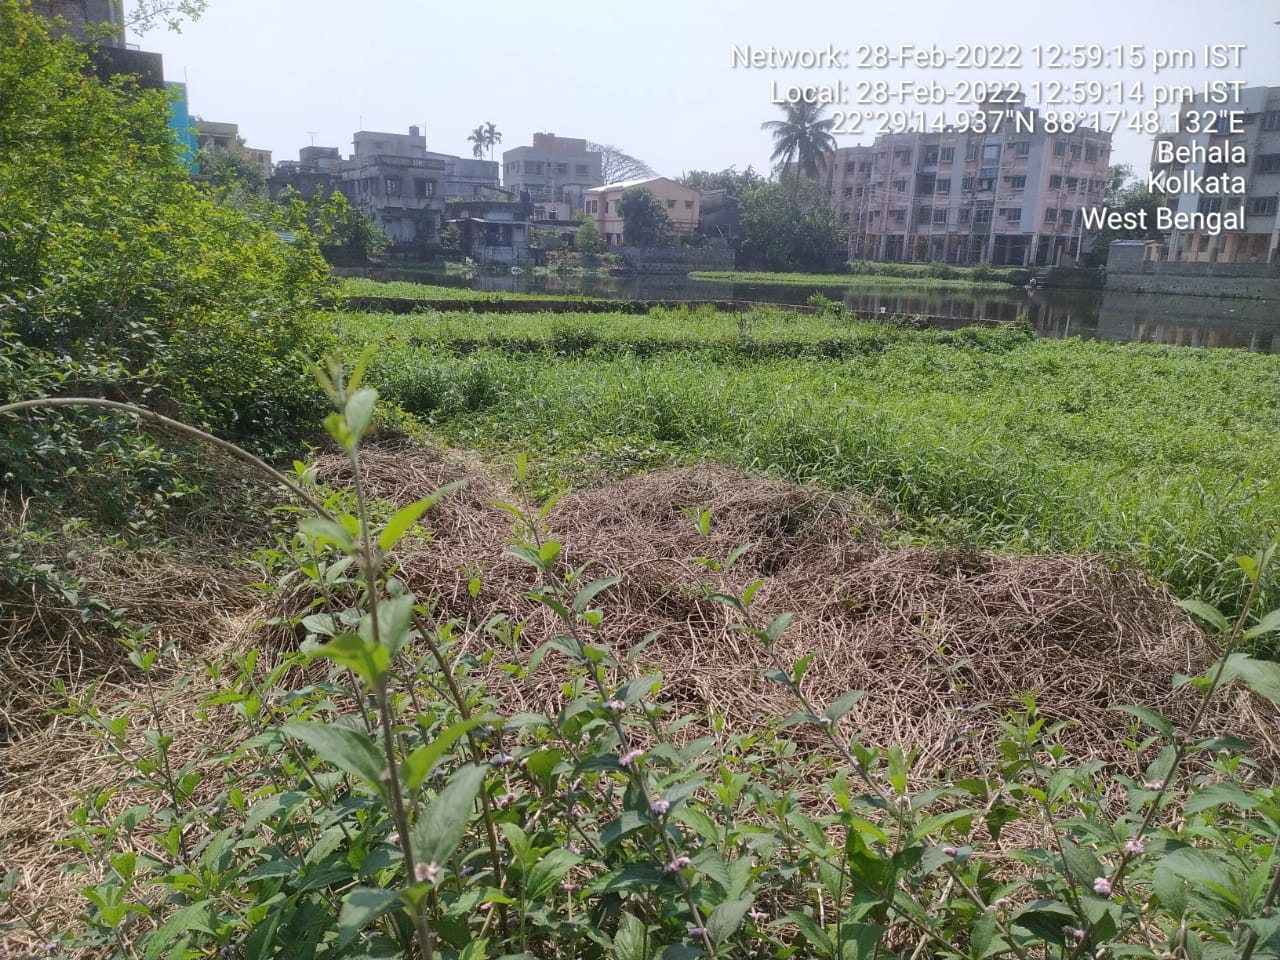 Network: 28-Feb-2022 12:59:15 pm IST
Local: 28-Feb-2022 12:59:14 pm IST
22°29'14.937"N 88°17'48.132"E
Behala
Kolkata
West Bengal